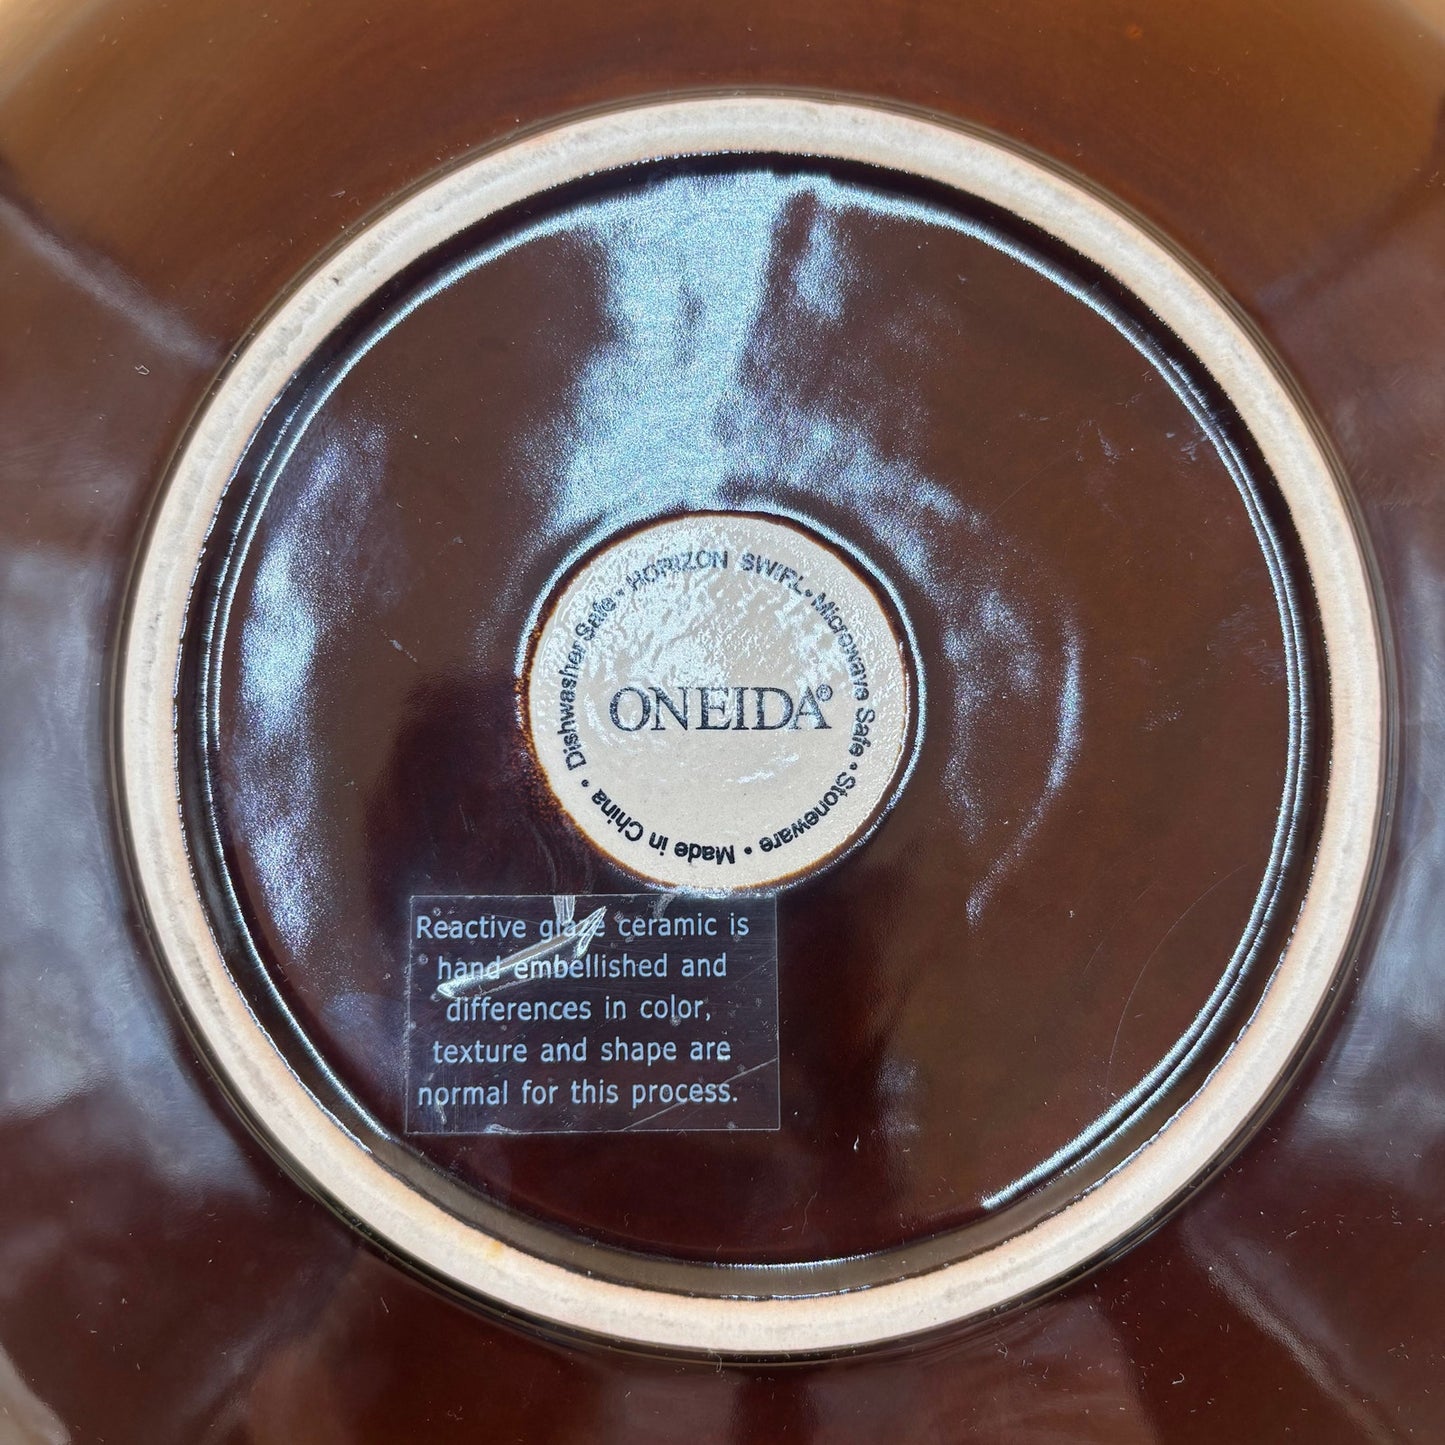 HORIZON SWIRL • Microwave Safe • Stoneware • Made in China • Dishwasher Safe •
ONEIDA®
Reactive glaze ceramic is
hand embellished and
differences in color,
texture and shape are
normal for this process.